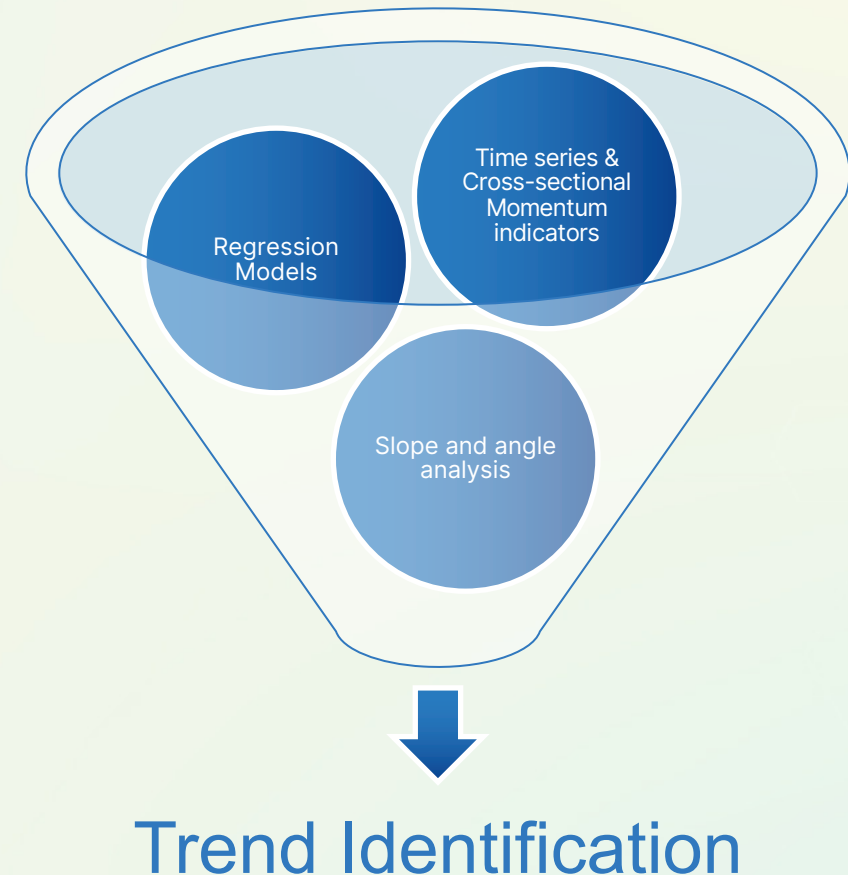 Time series &
Cross-sectional
Momentum
indicators
Regression
Models
Slope and angle
analysis
Trend Identification